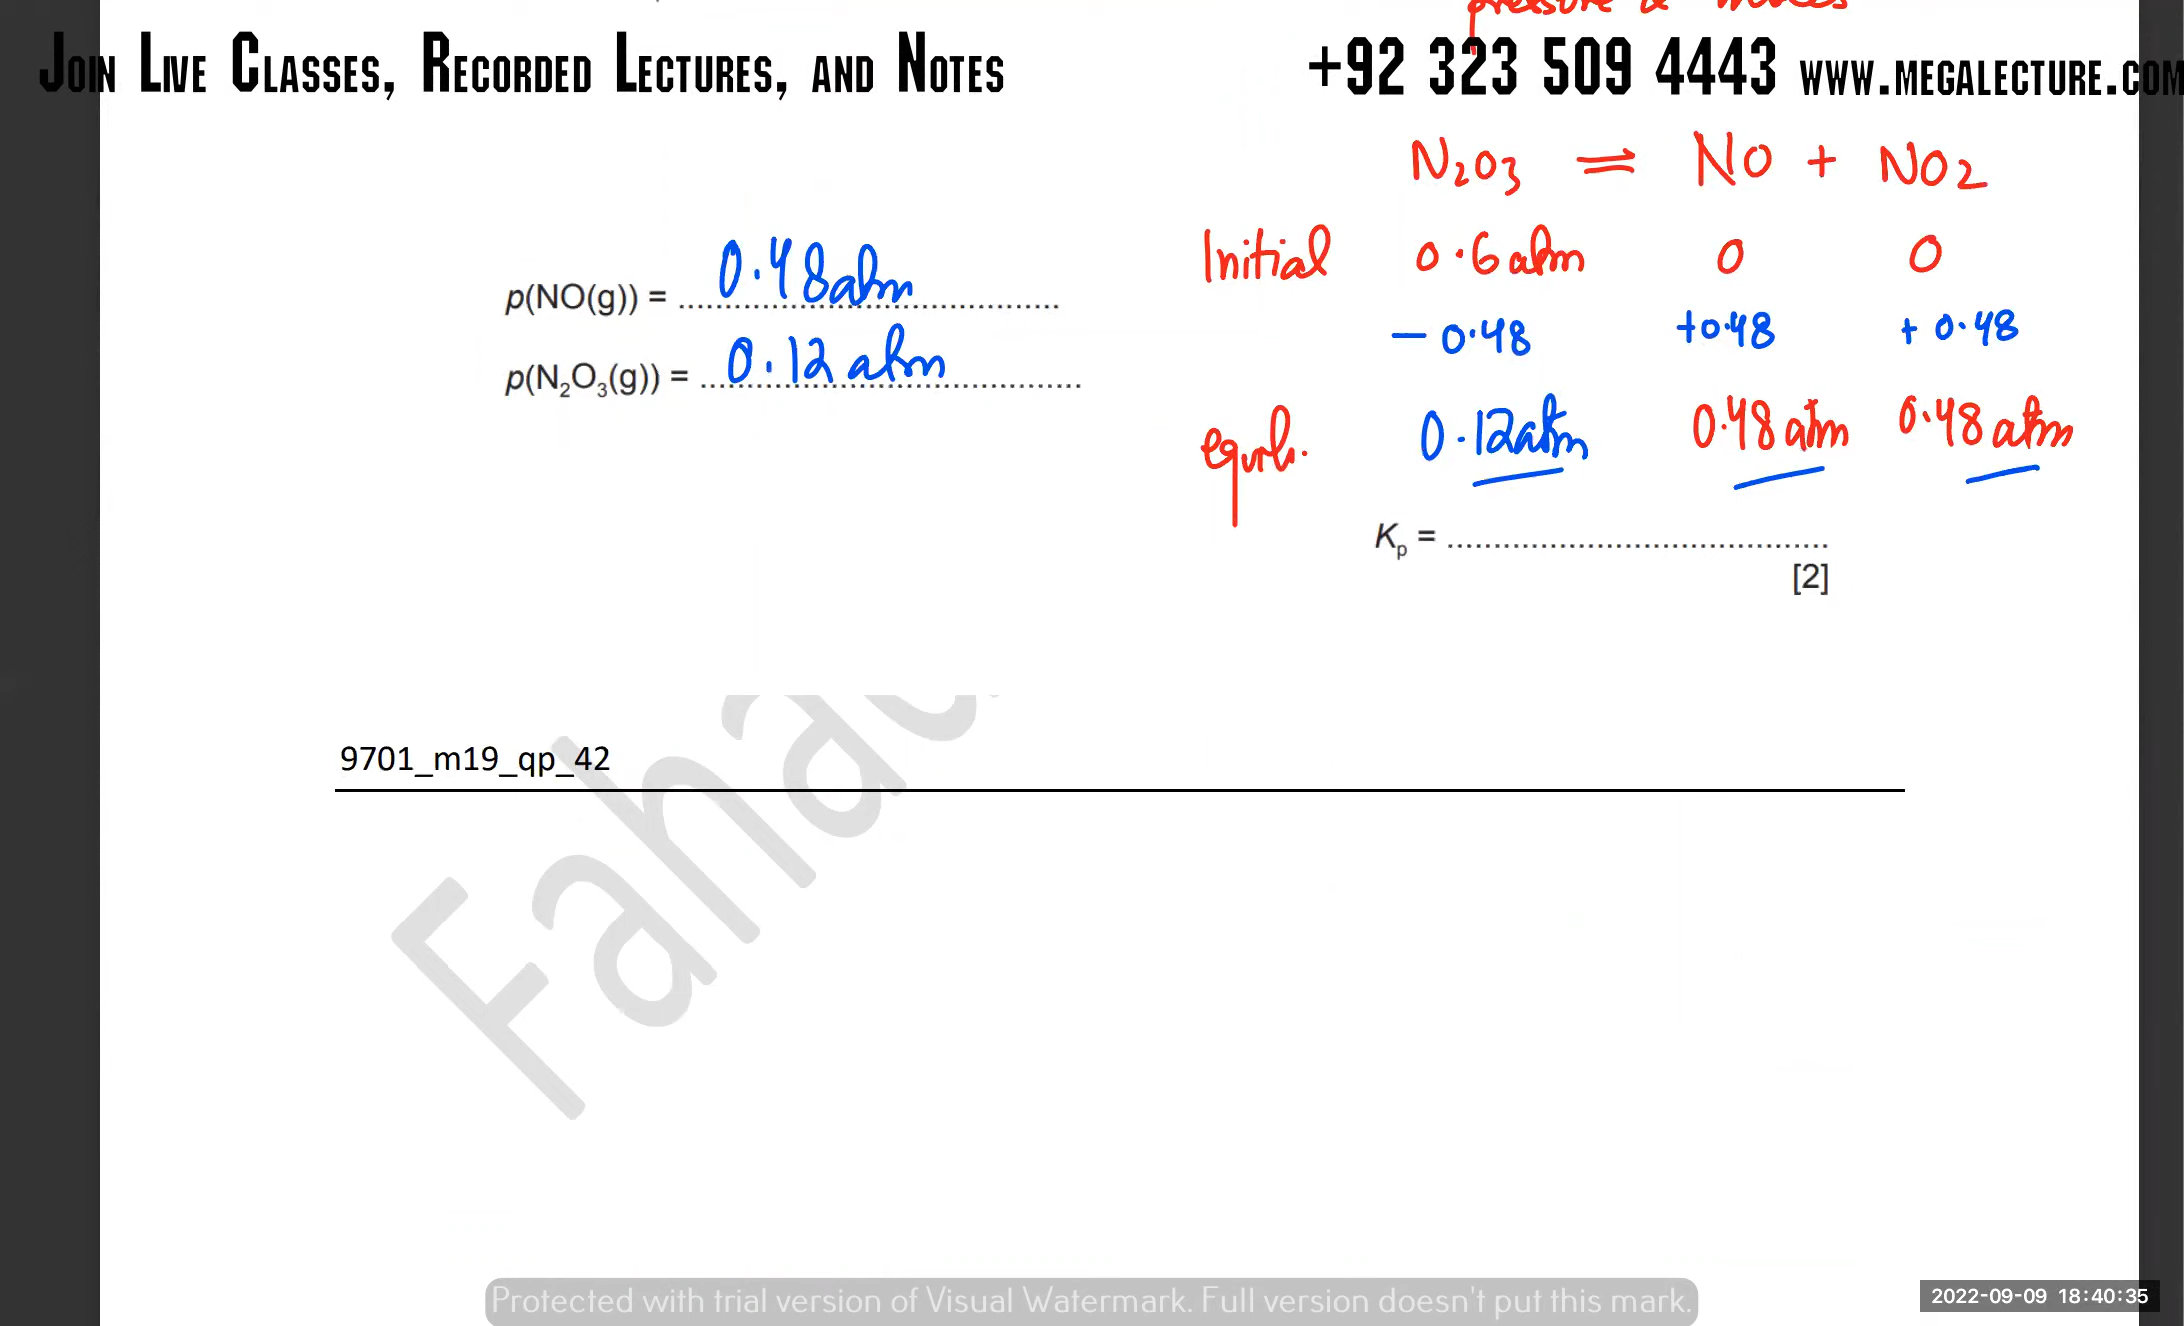 pressure & moles
JOIN LIVE CLASSES, RECORDED LECTURES, AND NOTES +92 323 509 4443 WWW.MEGALECTURE.COM
N₂O₃ ⇌ NO + NO₂
Initial 0.6 atm 0 0
p(NO(g)) = 0.48 atm
− 0.48 +0.48 + 0.48
p(N₂O₃(g)) = 0.12 atm
equb. 0.12 atm 0.48 atm 0.48 atm
Kₚ = ........................................
[2]
9701_m19_qp_42
Protected with trial version of Visual Watermark. Full version doesn't put this mark.
2022-09-09 18:40:35